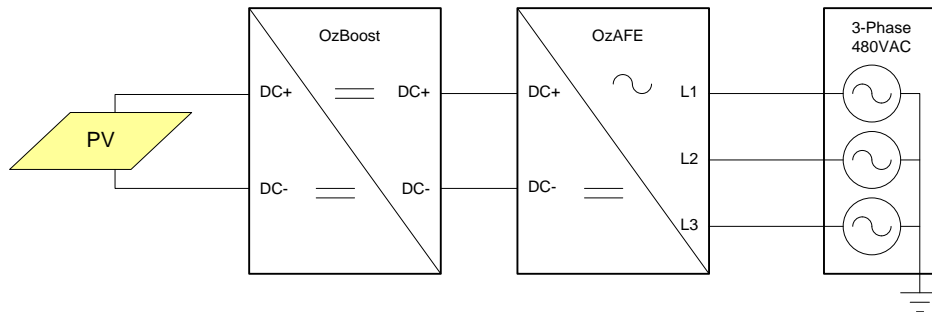 OzBoost
OzAFE
3-Phase
480VAC
DC+
DC+
DC+
L1
PV
L2
DC-
DC-
DC-
L3